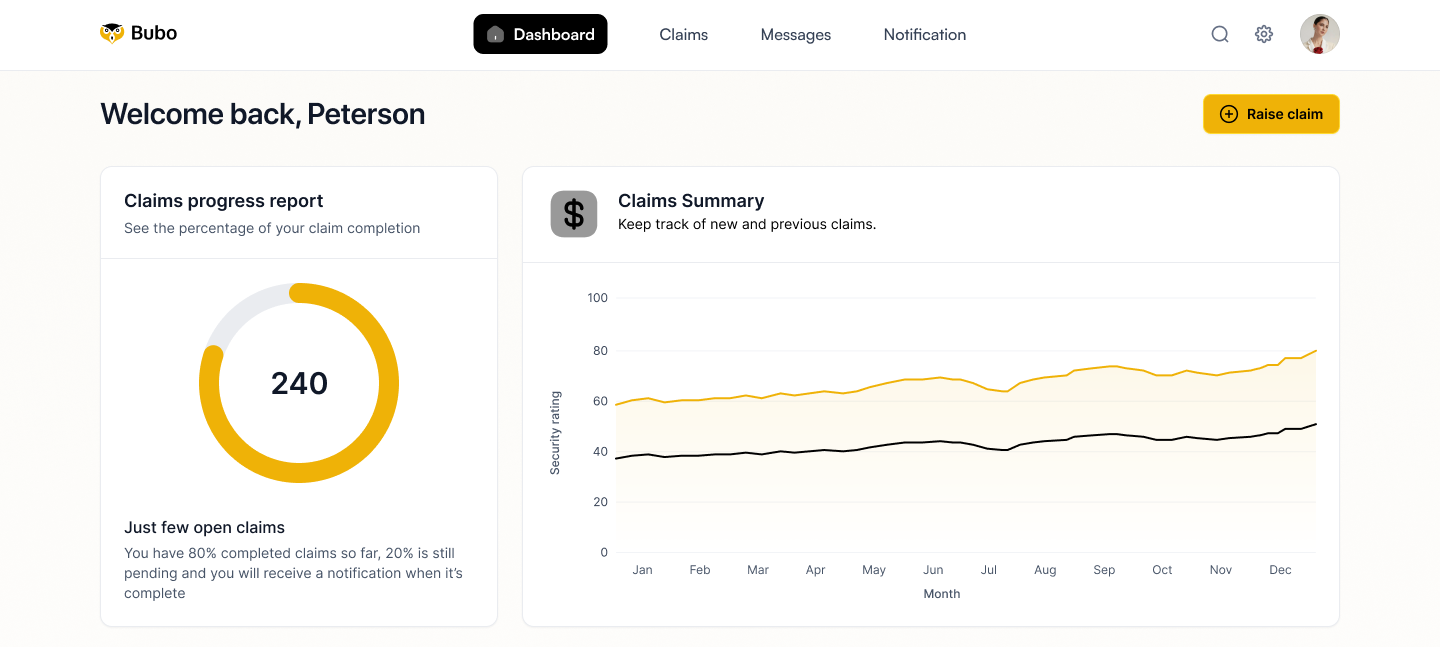 Bubo
Dashboard
Claims
Messages
Notification
Welcome back, Peterson
Raise claim
Claims progress report
See the percentage of your claim completion
240
Just few open claims
You have 80% completed claims so far, 20% is still
pending and you will receive a notification when it’s
complete
$
Claims Summary
Keep track of new and previous claims.
Security rating
100
80
60
40
20
0
Jan
Feb
Mar
Apr
May
Jun
Jul
Aug
Sep
Oct
Nov
Dec
Month